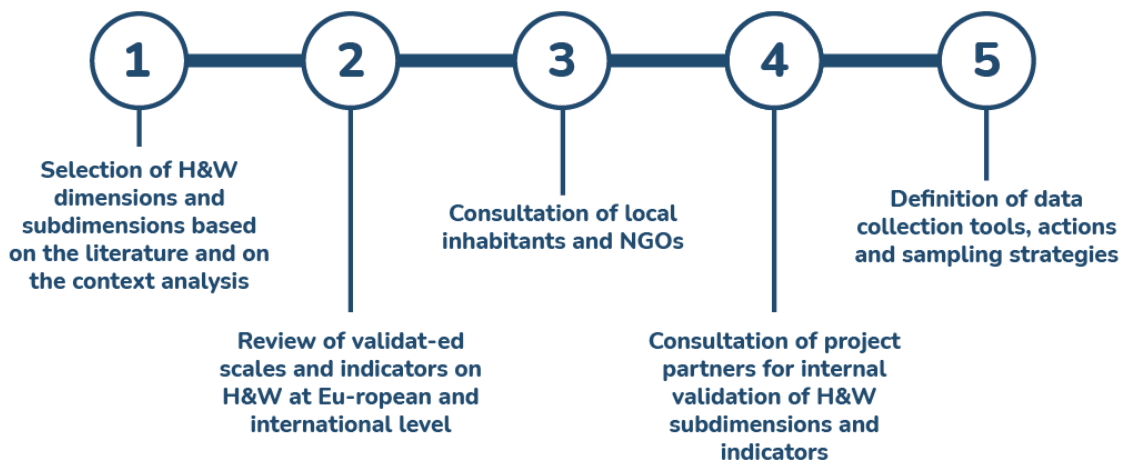 1
2
3
4
5
Selection of H&W
dimensions and
subdimensions based
on the literature and on
the context analysis
Review of validat-ed
scales and indicators on
H&W at Eu-ropean and
international level
Consultation of local
inhabitants and NGOs
Consultation of project
partners for internal
validation of H&W
subdimensions and
indicators
Definition of data
collection tools, actions
and sampling strategies